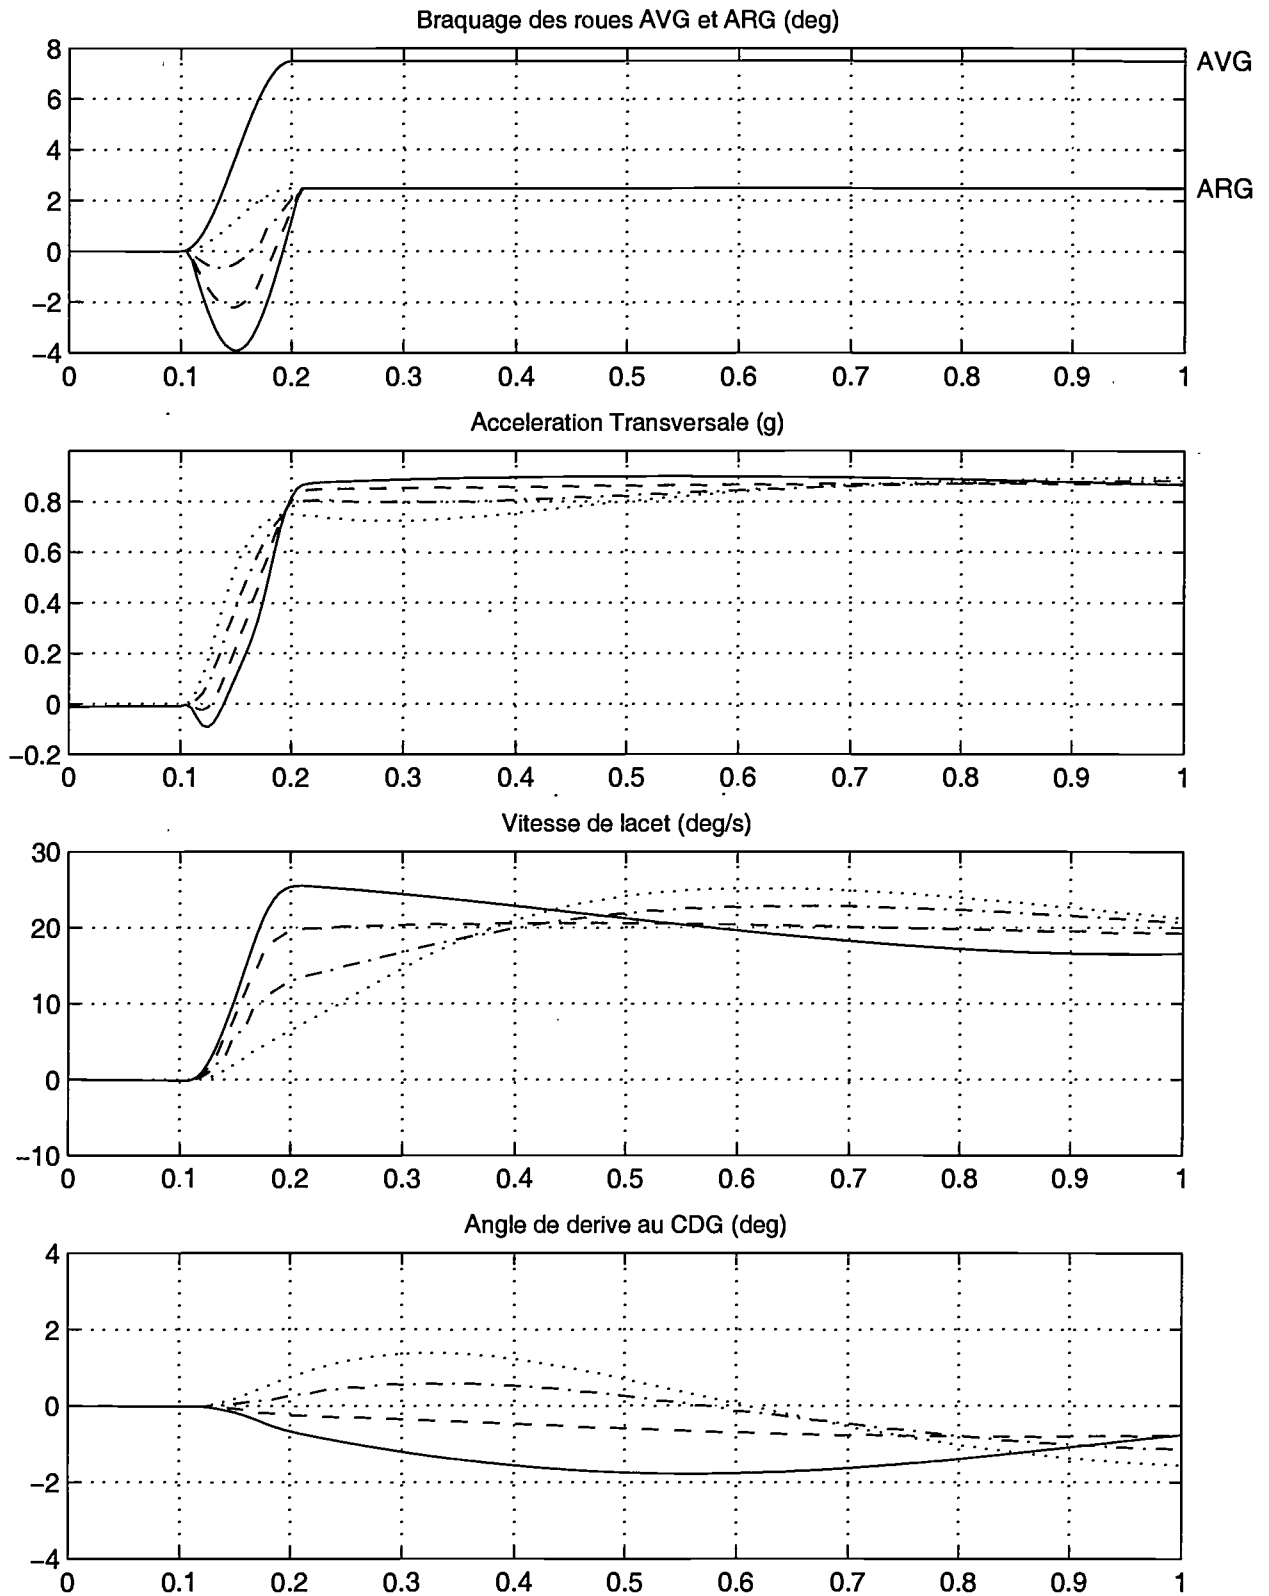 Braquage des roues AVG et ARG (deg)
8
6
4
2
0
−2
−4
AVG
ARG
0 0.1 0.2 0.3 0.4 0.5 0.6 0.7 0.8 0.9 1
Acceleration Transversale (g)
0.8
0.6
0.4
0.2
0
−0.2
0 0.1 0.2 0.3 0.4 0.5 0.6 0.7 0.8 0.9 1
Vitesse de lacet (deg/s)
30
20
10
0
−10
0 0.1 0.2 0.3 0.4 0.5 0.6 0.7 0.8 0.9 1
Angle de derive au CDG (deg)
4
2
0
−2
−4
0 0.1 0.2 0.3 0.4 0.5 0.6 0.7 0.8 0.9 1